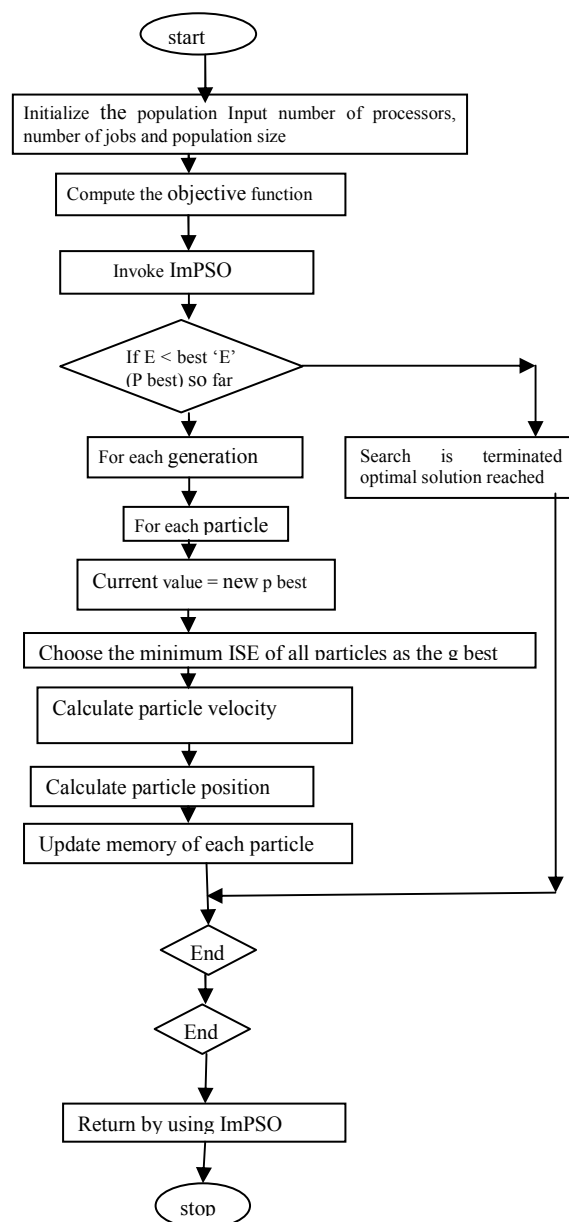 start
Initialize the population Input number of processors,
number of jobs and population size
Compute the objective function
Invoke ImPSO
If E < best ‘E’
(P best) so far
For each generation
Search is terminated
optimal solution reached
For each particle
Current value = new p best
Choose the minimum ISE of all particles as the g best
Calculate particle velocity
Calculate particle position
Update memory of each particle
End
End
Return by using ImPSO
stop